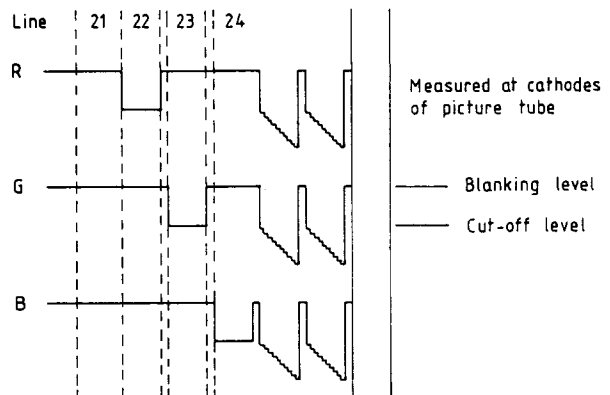 Line 21 22 23 24
R
Measured at cathodes
of picture tube
G
Blanking level
Cut-off level
B